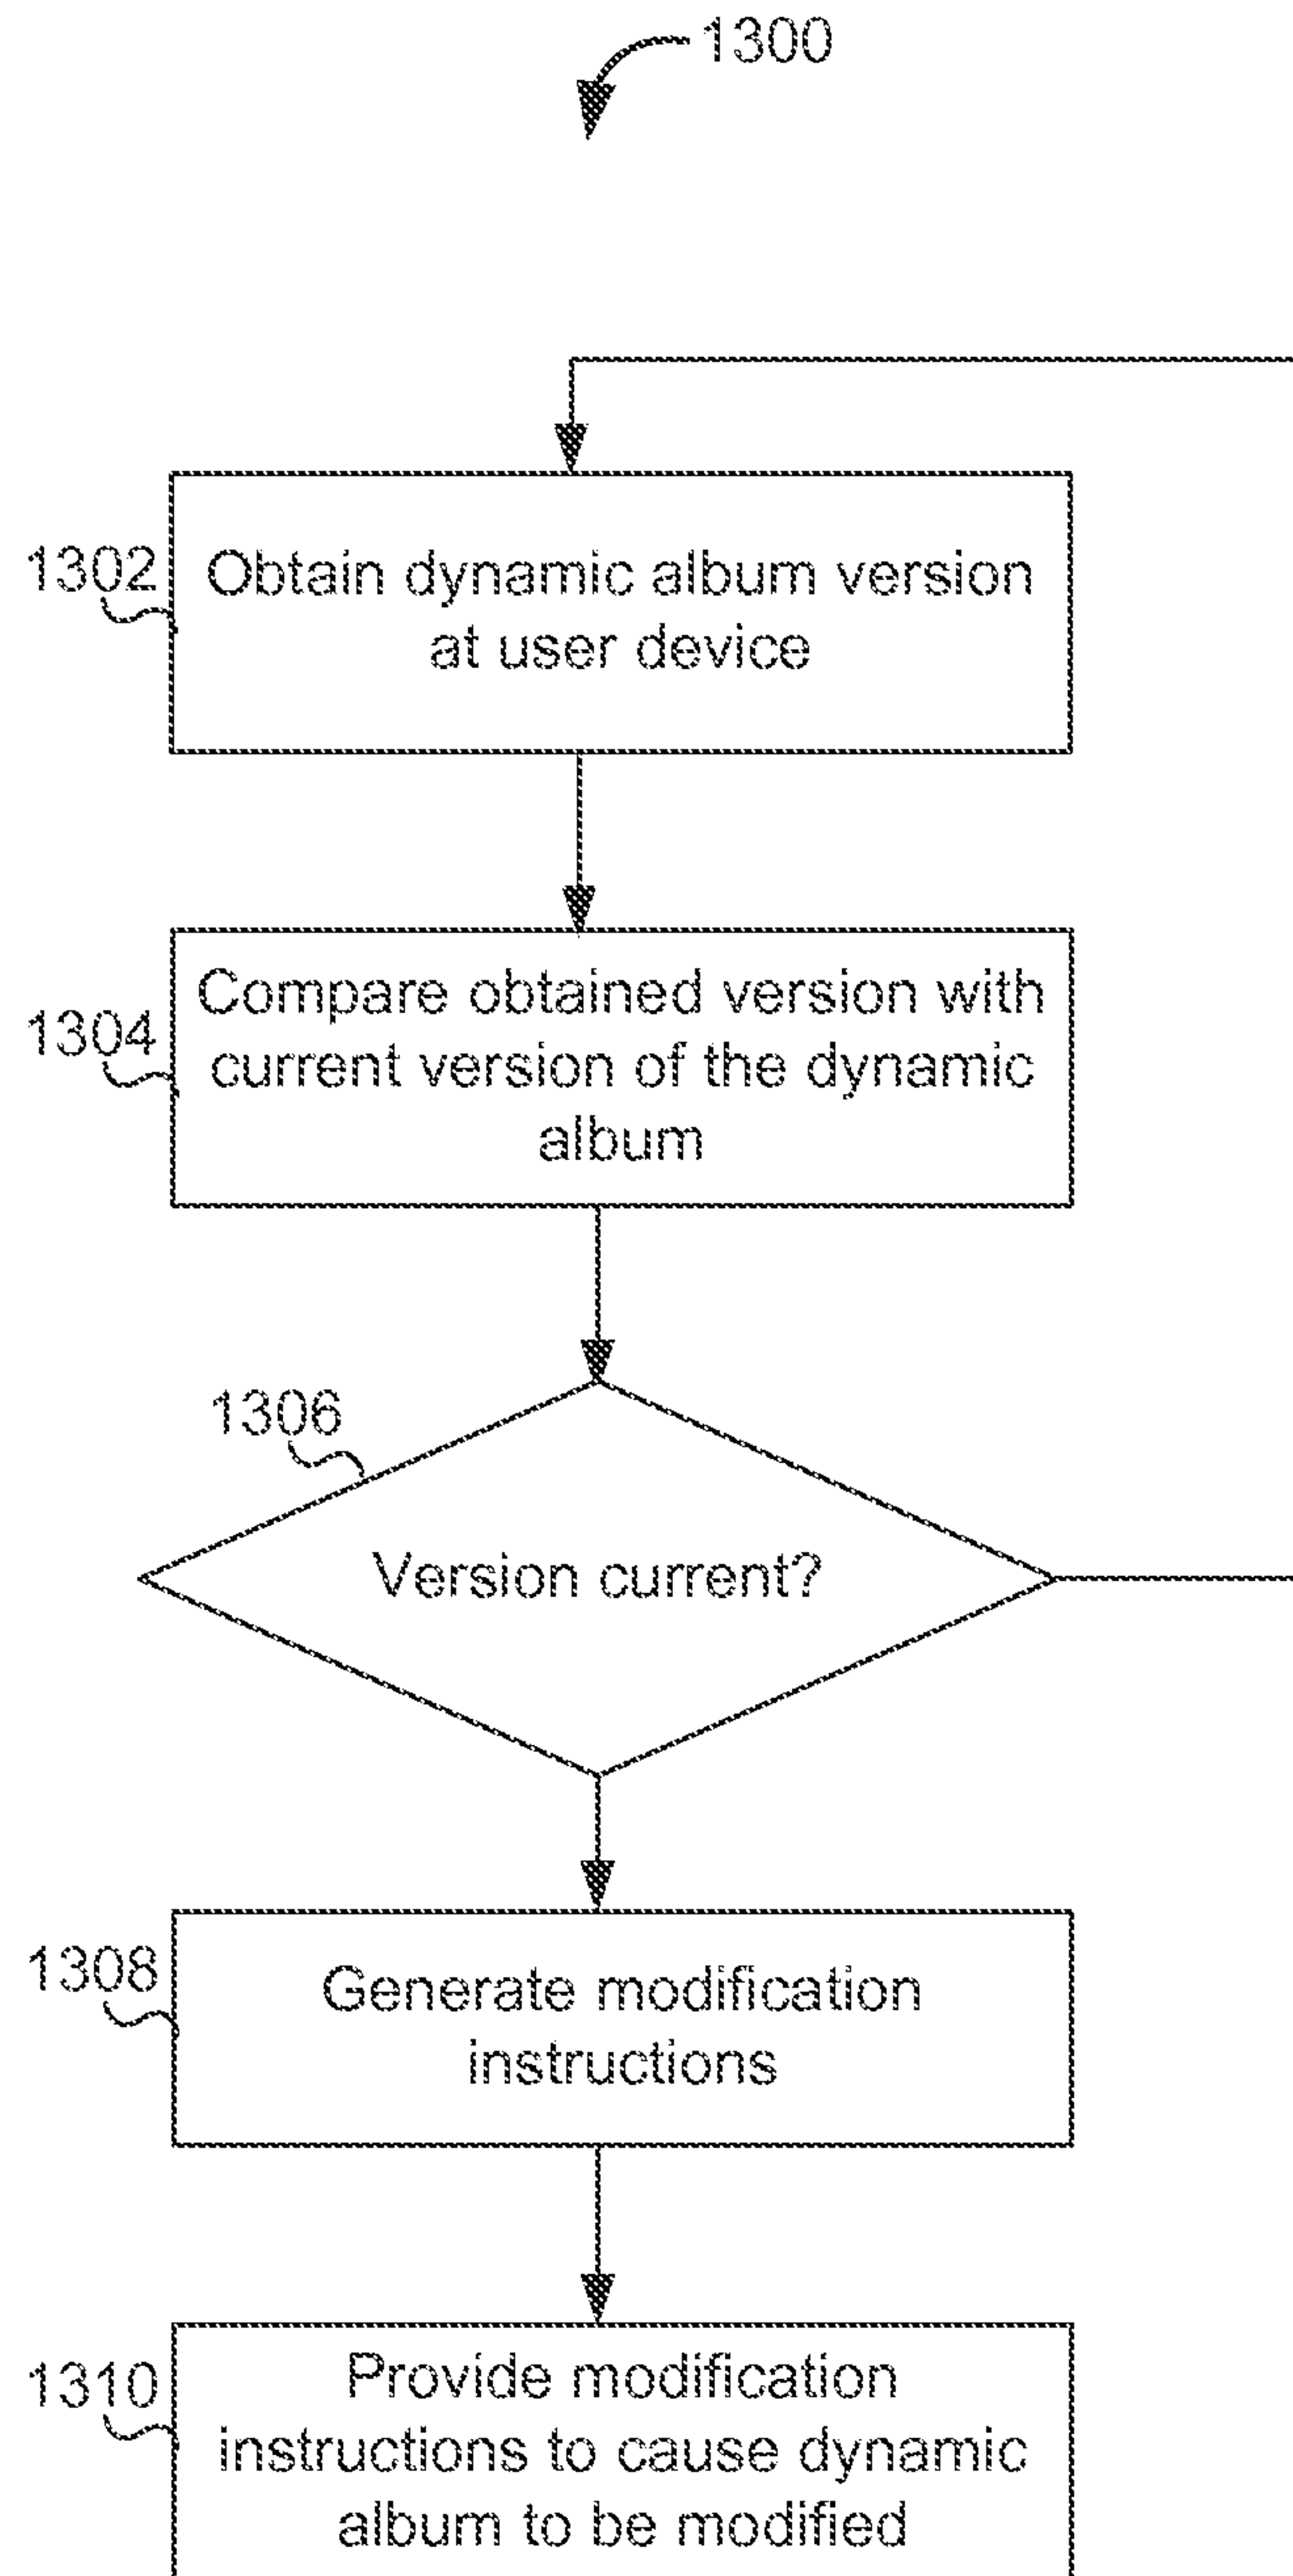 1300
1302
Obtain dynamic album version
at user device
1304
Compare obtained version with
current version of the dynamic
album
1306
Version current?
1308
Generate modification
instructions
1310
Provide modification
instructions to cause dynamic
album to be modified